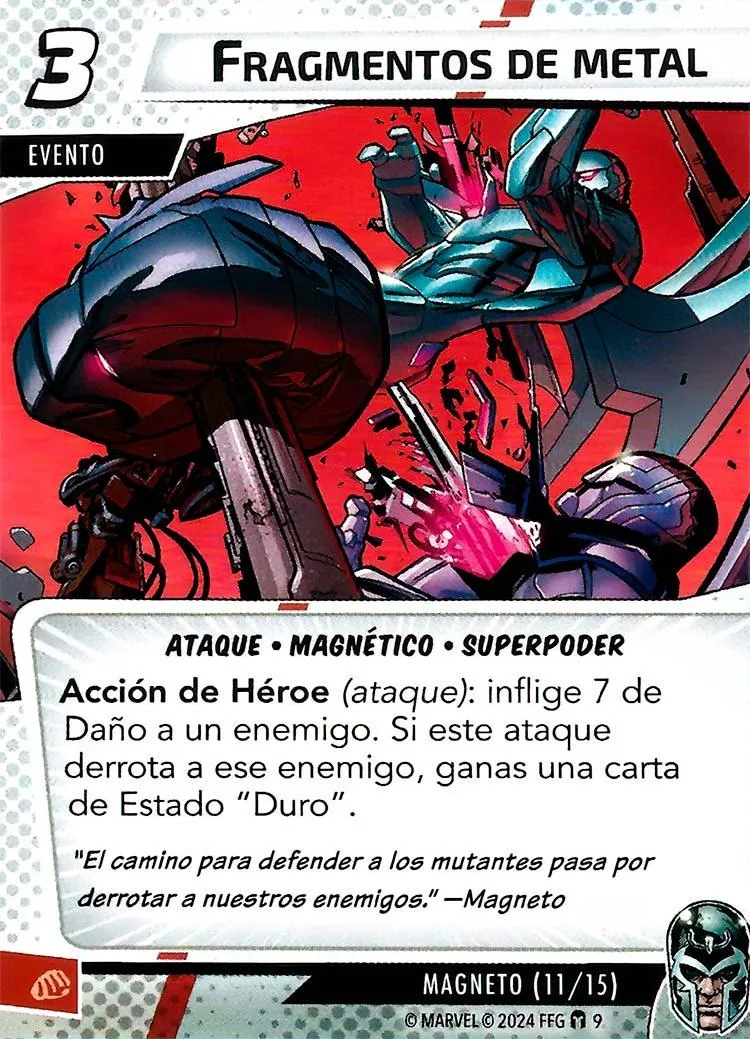 3
FRAGMENTOS DE METAL
EVENTO
ATAQUE • MAGNÉTICO • SUPERPODER
Acción de Héroe (ataque): inflige 7 de
Daño a un enemigo. Si este ataque
derrota a ese enemigo, ganas una carta
de Estado “Duro”.
"El camino para defender a los mutantes pasa por
derrotar a nuestros enemigos." —Magneto
MAGNETO (11/15)
© MARVEL © 2024 FFG 9